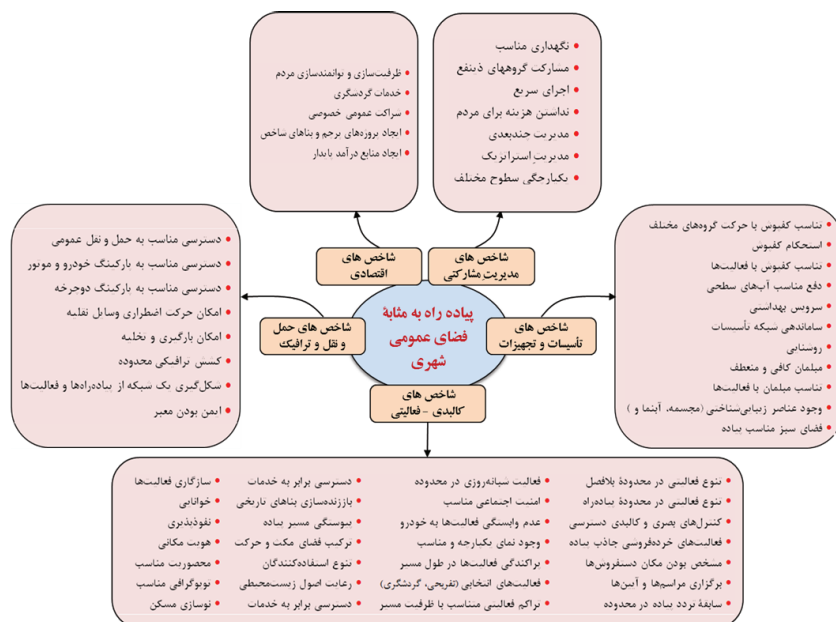 نگهداری مناسب
مشارکت گروههای ذینفع
اجرای سریع
نداشتن هزینه برای مردم
مدیریت چندبعدی
مدیریت استراتژیک
یکپارچگی سطوح مختلف
ظرفیت‌سازی و توانمندسازی مردم
خدمات گردشگری
شراکت عمومی خصوصی
ایجاد پروژه‌های پرچم و بناهای شاخص
ایجاد منابع درآمد پایدار
تناسب کفپوش با حرکت گروه‌های مختلف
استحکام کفپوش
تناسب کفپوش با فعالیت‌ها
دفع مناسب آب‌های سطحی
سرویس بهداشتی
ساماندهی شبکه تأسیسات
روشنایی
مبلمان کافی و منعطف
تناسب مبلمان با فعالیت‌ها
وجود عناصر زیبایی‌شناختی (مجسمه، آبنما و )
فضای سبز مناسب پیاده
دسترسی مناسب به حمل و نقل عمومی
دسترسی مناسب به پارکینگ خودرو و موتور
دسترسی مناسب به پارکینگ دوچرخه
امکان حرکت اضطراری وسایل نقلیه
امکان بارگیری و تخلیه
کشش ترافیکی محدوده
شکل‌گیری یک شبکه از پیاده‌راه‌ها و فعالیت‌ها
ایمن بودن معبر
شاخص های
مدیریت مشارکتی
شاخص های
اقتصادی
شاخص های
تأسیسات و تجهیزات
شاخص های حمل
و نقل و ترافیک
پیاده راه به مثابهٔ
فضای عمومی
شهری
شاخص های
کالبدی – فعالیتی
تنوع فعالیتی در محدودهٔ بلافصل
تنوع فعالیتی در محدودهٔ پیاده‌راه
کنترل‌های بصری و کالبدی دسترسی
فعالیت‌های خرده‌فروشی جاذب پیاده
مشخص بودن مکان دستفروش‌ها
برگزاری مراسم‌ها و آیین‌ها
سابقهٔ تردد پیاده در محدوده
فعالیت شبانه‌روزی در محدوده
امنیت اجتماعی مناسب
عدم وابستگی فعالیت‌ها به خودرو
وجود نمای یکپارچه و مناسب
پراکندگی فعالیت‌ها در طول مسیر
فعالیت‌های انتخابی (تفریحی، گردشگری)
تراکم فعالیتی متناسب با ظرفیت مسیر
دسترسی برابر به خدمات
باززنده‌سازی بناهای تاریخی
پیوستگی مسیر پیاده
ترکیب فضای مکث و حرکت
تنوع استفاده‌کنندگان
رعایت اصول زیست‌محیطی
دسترسی برابر به خدمات
سازگاری فعالیت‌ها
خوانایی
نفوذپذیری
هویت مکانی
محصوریت مناسب
توپوگرافی مناسب
نوسازی مسکن